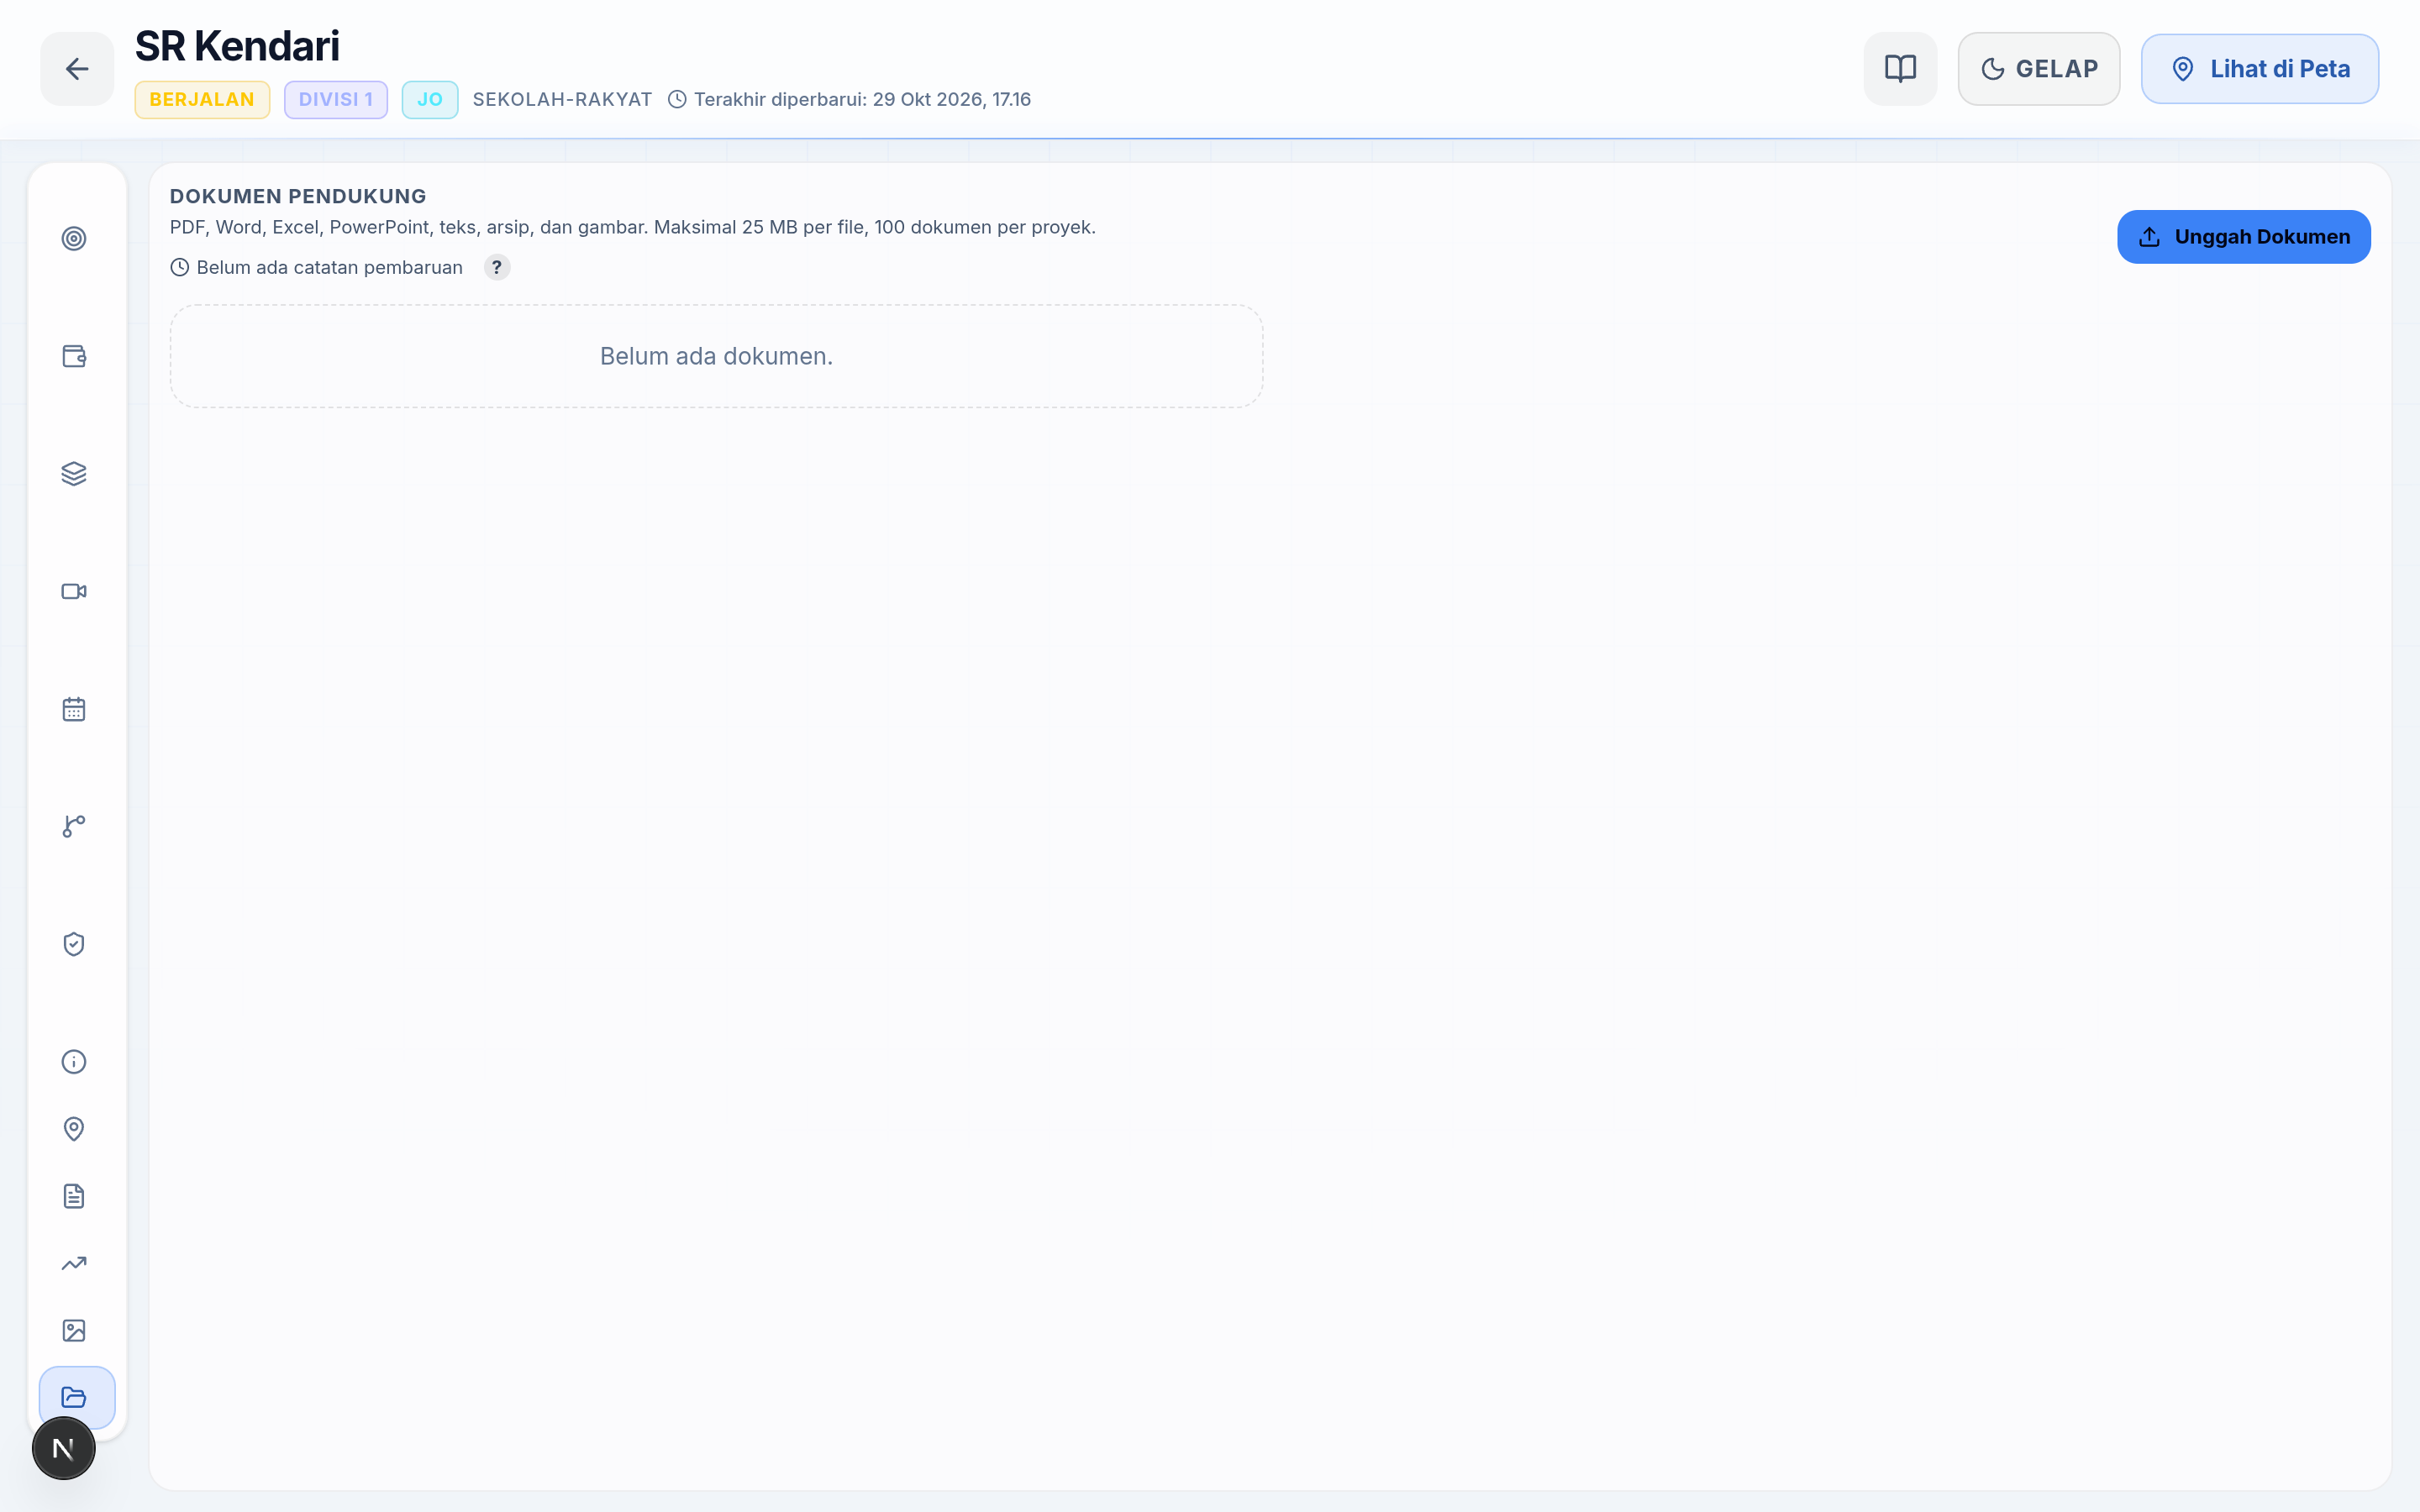 SR Kendari
BERJALAN DIVISI 1 JO SEKOLAH-RAKYAT Terakhir diperbarui: 29 Okt 2026, 17.16
GELAP
Lihat di Peta
DOKUMEN PENDUKUNG
PDF, Word, Excel, PowerPoint, teks, arsip, dan gambar. Maksimal 25 MB per file, 100 dokumen per proyek.
Belum ada catatan pembaruan ?
Unggah Dokumen
Belum ada dokumen.
N